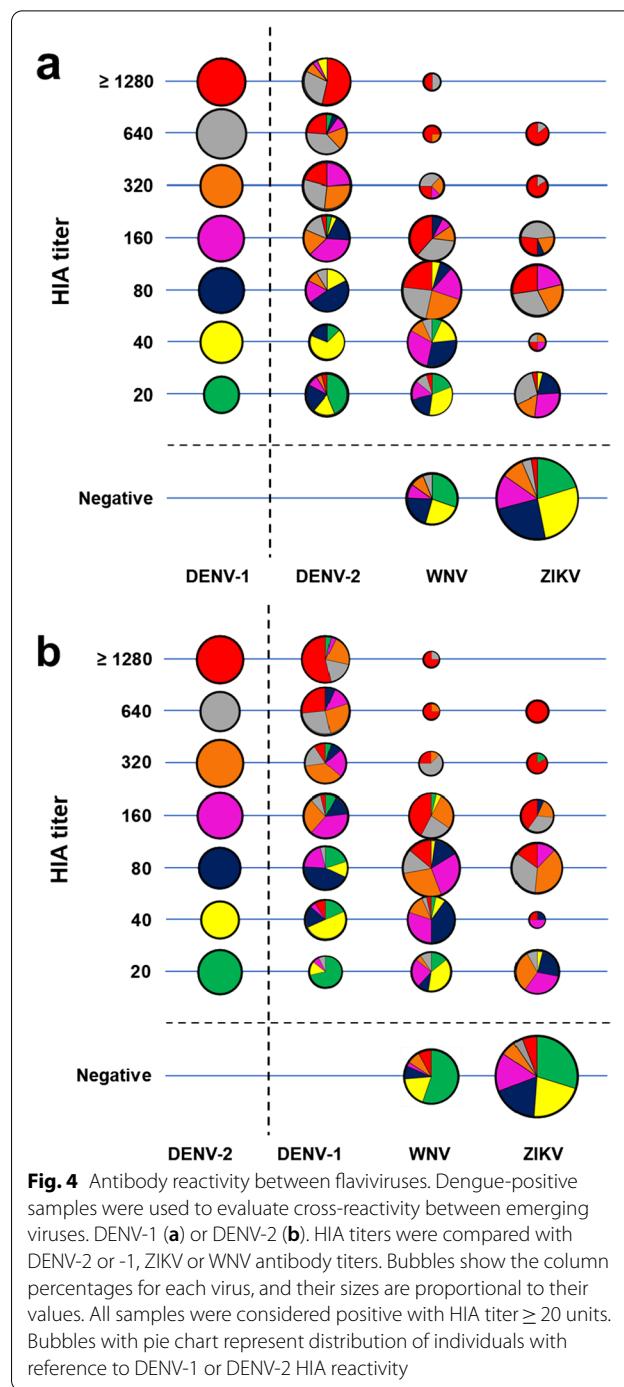 a
HIA titer
≥ 1280
640
320
160
80
40
20
Negative
DENV-1 DENV-2 WNV ZIKV
b
HIA titer
≥ 1280
640
320
160
80
40
20
Negative
DENV-2 DENV-1 WNV ZIKV
Fig. 4 Antibody reactivity between flaviviruses. Dengue-positive
samples were used to evaluate cross-reactivity between emerging
viruses. DENV-1 (a) or DENV-2 (b). HIA titers were compared with
DENV-2 or -1, ZIKV or WNV antibody titers. Bubbles show the column
percentages for each virus, and their sizes are proportional to their
values. All samples were considered positive with HIA titer ≥ 20 units.
Bubbles with pie chart represent distribution of individuals with
reference to DENV-1 or DENV-2 HIA reactivity